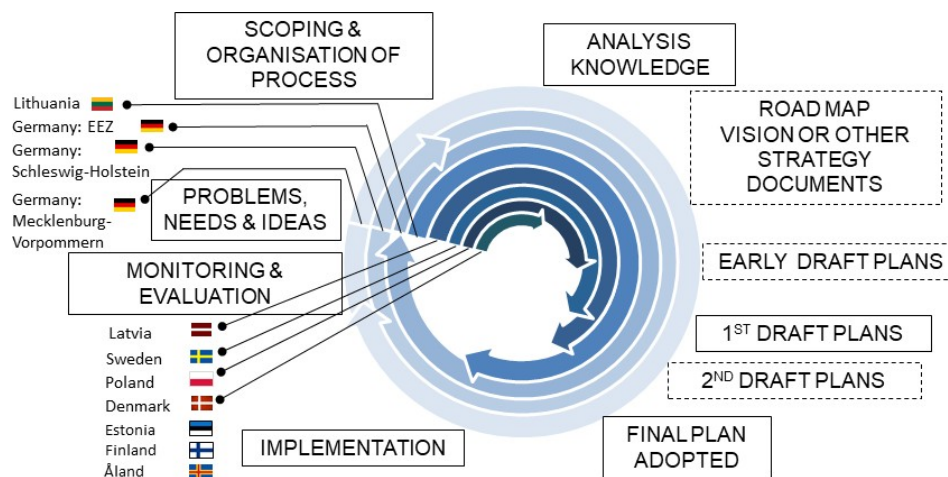 SCOPING &
ORGANISATION OF
PROCESS
ANALYSIS
KNOWLEDGE
ROAD MAP
VISION OR OTHER
STRATEGY
DOCUMENTS
EARLY DRAFT PLANS
1ST DRAFT PLANS
2ND DRAFT PLANS
FINAL PLAN
ADOPTED
IMPLEMENTATION
MONITORING &
EVALUATION
PROBLEMS,
NEEDS & IDEAS
Lithuania
Germany: EEZ
Germany:
Schleswig-Holstein
Germany:
Mecklenburg-
Vorpommern
Latvia
Sweden
Poland
Denmark
Estonia
Finland
Åland